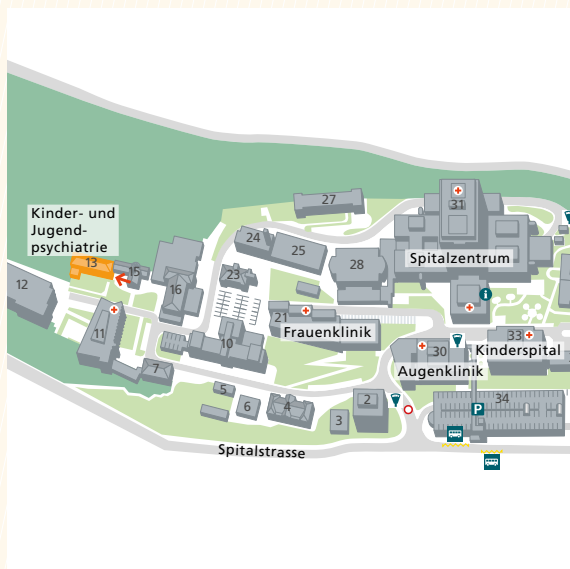 27
31
Kinder- und
Jugend-
psychiatrie
24
25
28
Spitalzentrum
13
15
23
12
16
i
21
Frauenklinik
11
10
33
Kinderspital
30
Augenklinik
7
5
6
4
2
3
34
P
Spitalstrasse